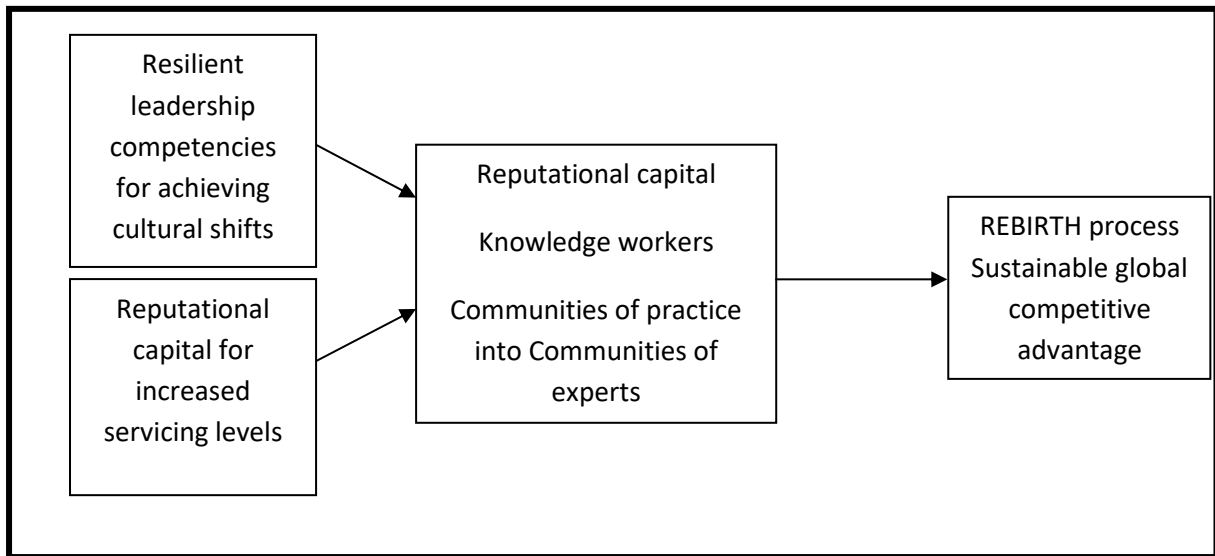 Resilient
leadership
competencies
for achieving
cultural shifts
Reputational
capital for
increased
servicing levels
Reputational capital
Knowledge workers
Communities of practice
into Communities of
experts
REBIRTH process
Sustainable global
competitive
advantage